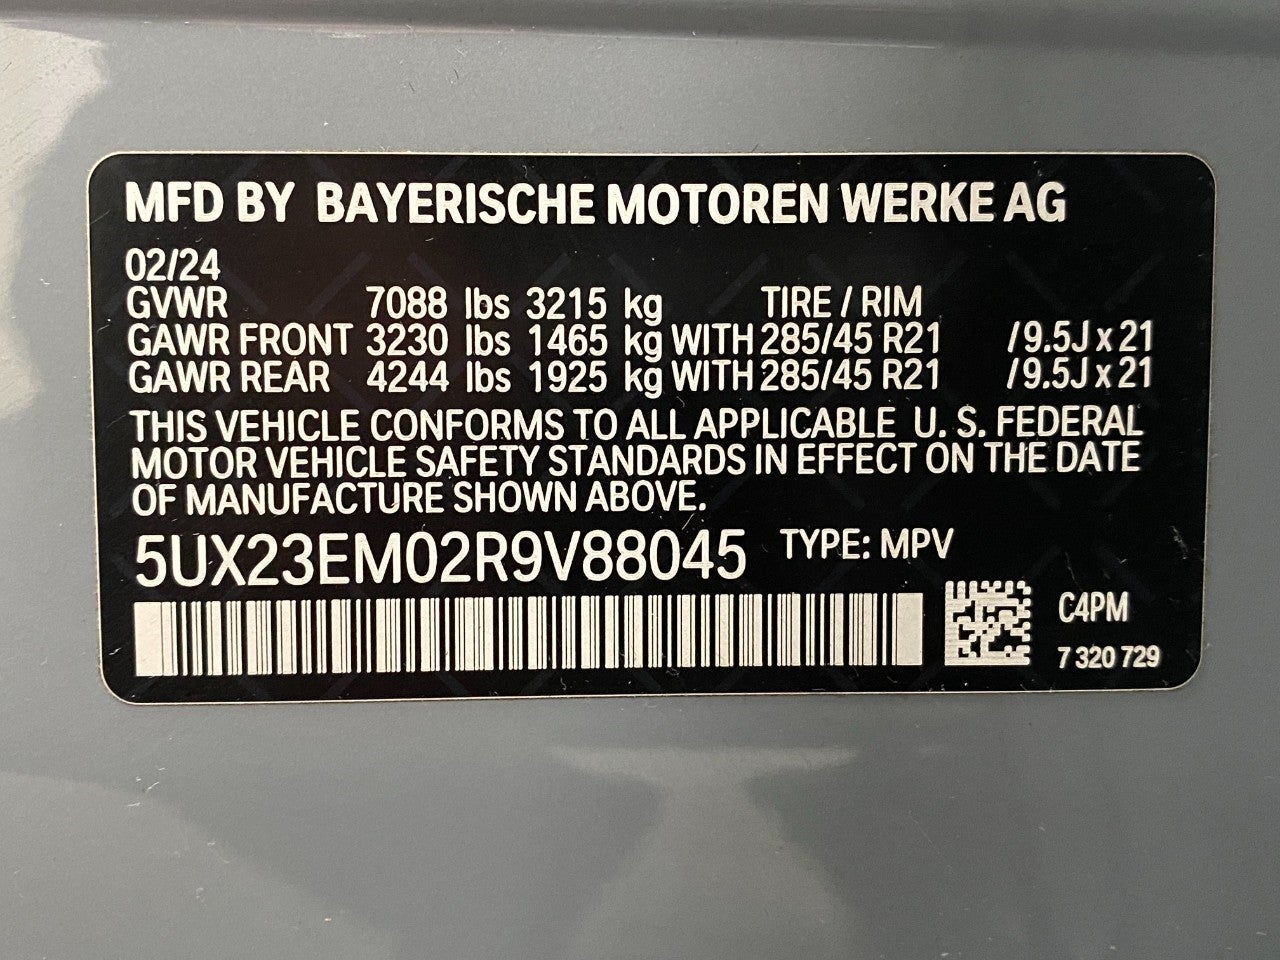 MFD BY BAYERISCHE MOTOREN WERKE AG
02/24
GVWR 7088 lbs 3215 kg TIRE / RIM
GAWR FRONT 3230 lbs 1465 kg WITH 285/45 R21 /9.5J x 21
GAWR REAR 4244 lbs 1925 kg WITH 285/45 R21 /9.5J x 21
THIS VEHICLE CONFORMS TO ALL APPLICABLE U. S. FEDERAL
MOTOR VEHICLE SAFETY STANDARDS IN EFFECT ON THE DATE
OF MANUFACTURE SHOWN ABOVE.
5UX23EM02R9V88045 TYPE: MPV
C4PM
7 320 729